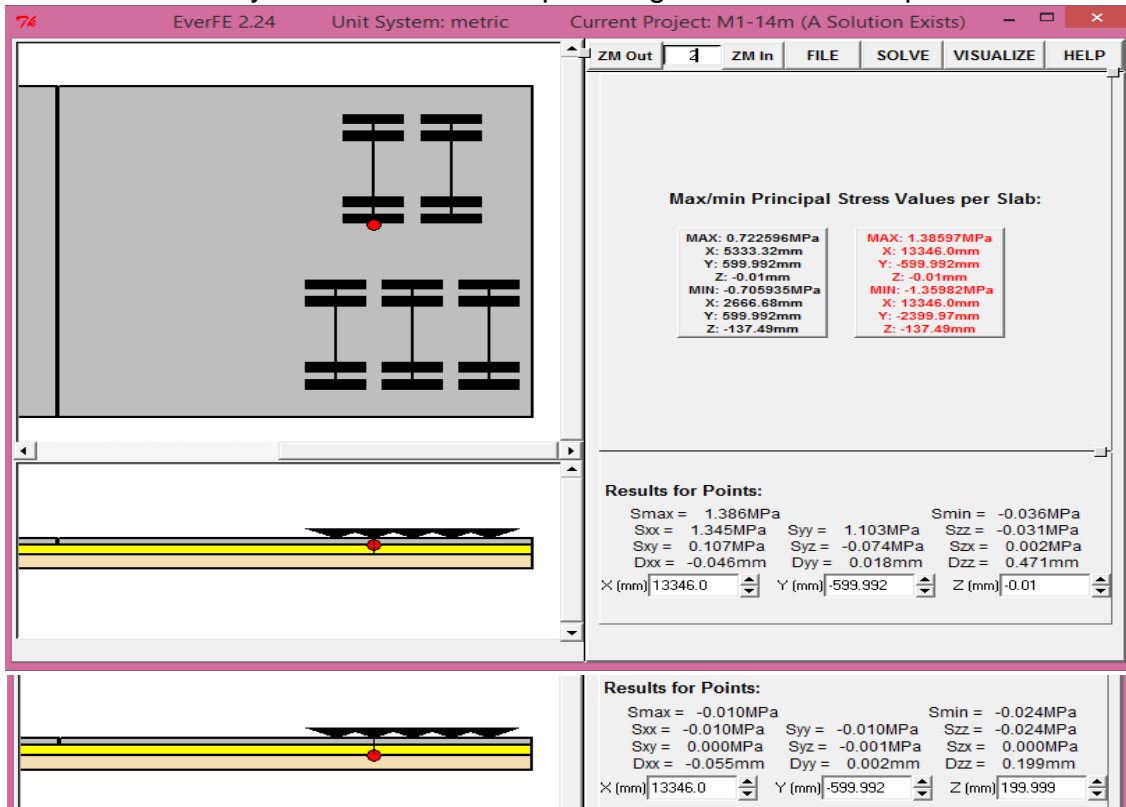 EverFE 2.24 Unit System: metric Current Project: M1-14m (A Solution Exists)
ZM Out ZM In FILE SOLVE VISUALIZE HELP
Max/min Principal Stress Values per Slab:
MAX: 0.722596MPa
X: 5333.32mm
Y: 599.992mm
Z: -0.01mm
MIN: -0.705935MPa
X: 2666.68mm
Y: 599.992mm
Z: -137.49mm
MAX: 1.38597MPa
X: 13346.0mm
Y: -599.992mm
Z: -0.01mm
MIN: -1.35982MPa
X: 13346.0mm
Y: -2399.97mm
Z: -137.49mm
Results for Points:
Smax = 1.386MPa Smin = -0.036MPa
Sxx = 1.345MPa Syy = 1.103MPa Szz = -0.031MPa
Sxy = 0.107MPa Syz = -0.074MPa Szx = 0.002MPa
Dxx = -0.046mm Dyy = 0.018mm Dzz = 0.471mm
X (mm) 13346.0 Y (mm) -599.992 Z (mm) -0.01
Results for Points:
Smax = -0.010MPa Smin = -0.024MPa
Sxx = -0.010MPa Syy = -0.010MPa Szz = -0.024MPa
Sxy = 0.000MPa Syz = -0.001MPa Szx = 0.000MPa
Dxx = -0.055mm Dyy = 0.002mm Dzz = 0.199mm
X (mm) 13346.0 Y (mm) -599.992 Z (mm) 199.999